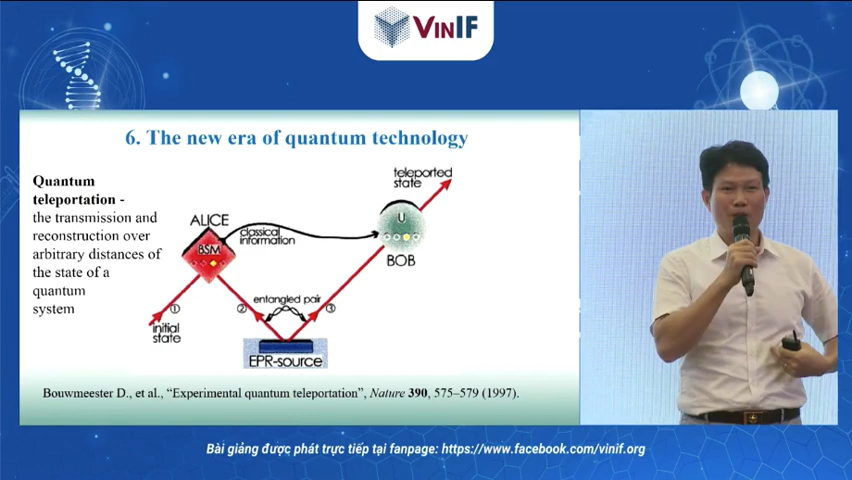 VINIF
6. The new era of quantum technology
Quantum
teleportation -
the transmission and
reconstruction over
arbitrary distances of
the state of a
quantum
system
teleported
state
ALICE
U
BSM
classical
information
BOB
entangled pair
1
2
3
initial
state
EPR-source
Bouwmeester D., et al., “Experimental quantum teleportation”, Nature 390, 575–579 (1997).
Bài giảng được phát trực tiếp tại fanpage: https://www.facebook.com/vinif.org